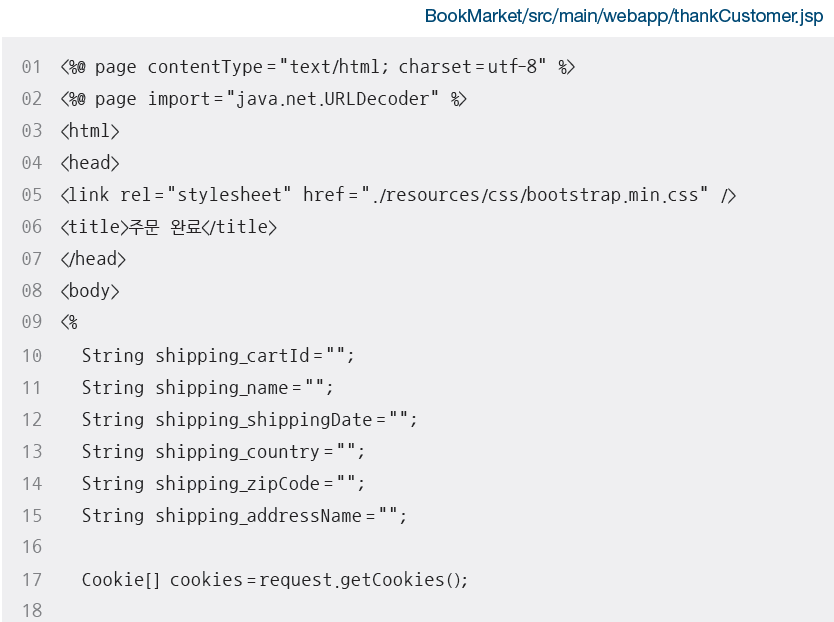 BookMarket/src/main/webapp/thankCustomer.jsp
01 <%@ page contentType="text/html; charset=utf-8" %>
02 <%@ page import="java.net.URLDecoder" %>
03 <html>
04 <head>
05 <link rel="stylesheet" href="./resources/css/bootstrap.min.css" />
06 <title>주문 완료</title>
07 </head>
08 <body>
09 <%
10 String shipping_cartId="";
11 String shipping_name="";
12 String shipping_shippingDate="";
13 String shipping_country="";
14 String shipping_zipCode="";
15 String shipping_addressName="";
16
17 Cookie[] cookies=request.getCookies();
18